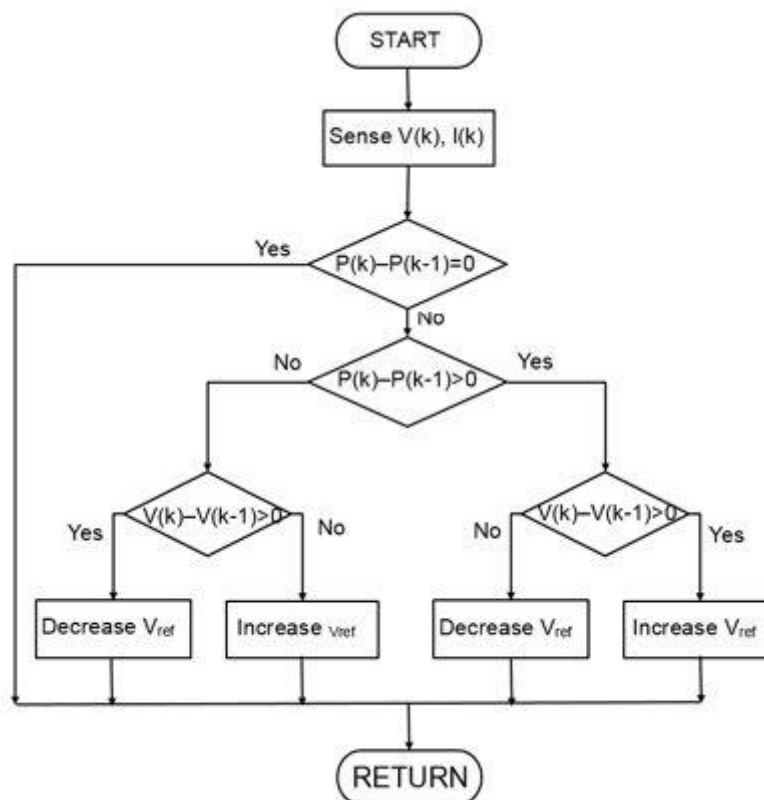 START
Sense V(k), I(k)
Yes
P(k)–P(k-1)=0
No
No
P(k)–P(k-1)>0
Yes
V(k)–V(k-1)>0
Yes
No
V(k)–V(k-1)>0
No
Yes
Decrease Vref
Increase Vref
Decrease Vref
Increase Vref
RETURN